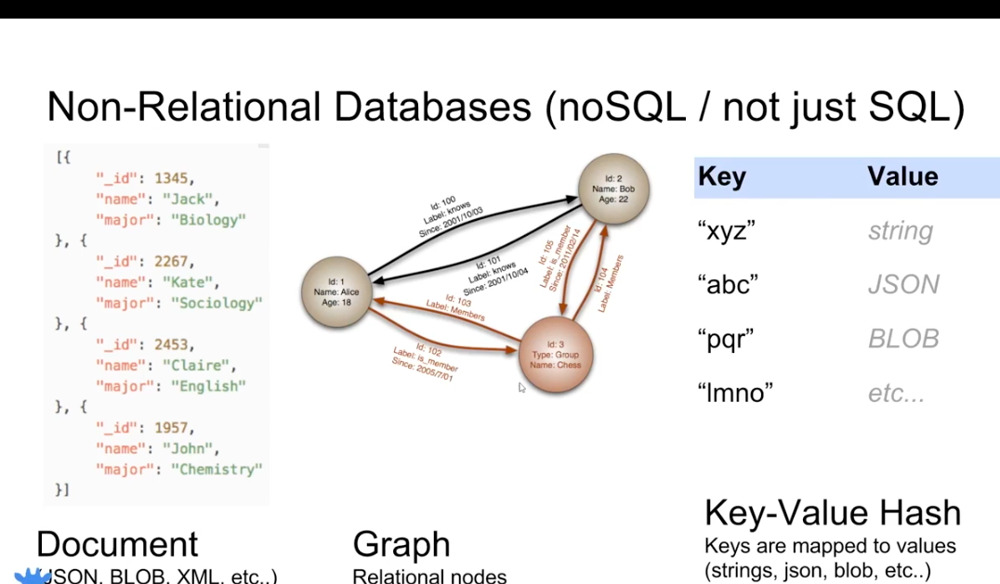 Non-Relational Databases (noSQL / not just SQL)
[{
"_id": 1345,
"name": "Jack",
"major": "Biology"
}, {
"_id": 2267,
"name": "Kate",
"major": "Sociology"
}, {
"_id": 2453,
"name": "Claire",
"major": "English"
}, {
"_id": 1957,
"name": "John",
"major": "Chemistry"
}]
Document
JSON, BLOB, XML, etc..)
Id: 100
Label: knows
Since: 2001/10/03
Id: 2
Name: Bob
Age: 22
Id: 101
Label: knows
Since: 2001/10/04
Id: 105
Label: is_member
Since: 2011/02/14
Id: 104
Label: Members
Id: 1
Name: Alice
Age: 18
Id: 103
Label: Members
Id: 102
Label: is_member
Since: 2005/7/01
Id: 3
Type: Group
Name: Chess
Graph
Relational nodes
Key Value
“xyz” string
“abc” JSON
“pqr” BLOB
“lmno” etc...
Key-Value Hash
Keys are mapped to values
(strings, json, blob, etc..)